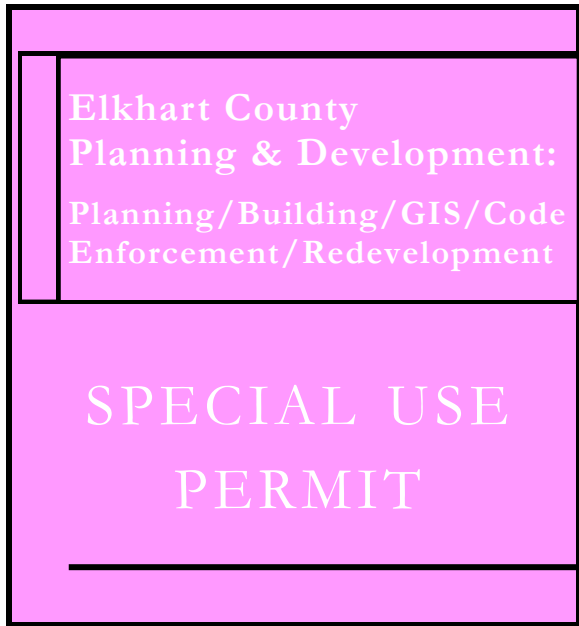 Elkhart County
Planning & Development:
Planning/Building/GIS/Code
Enforcement/Redevelopment
SPECIAL USE
PERMIT